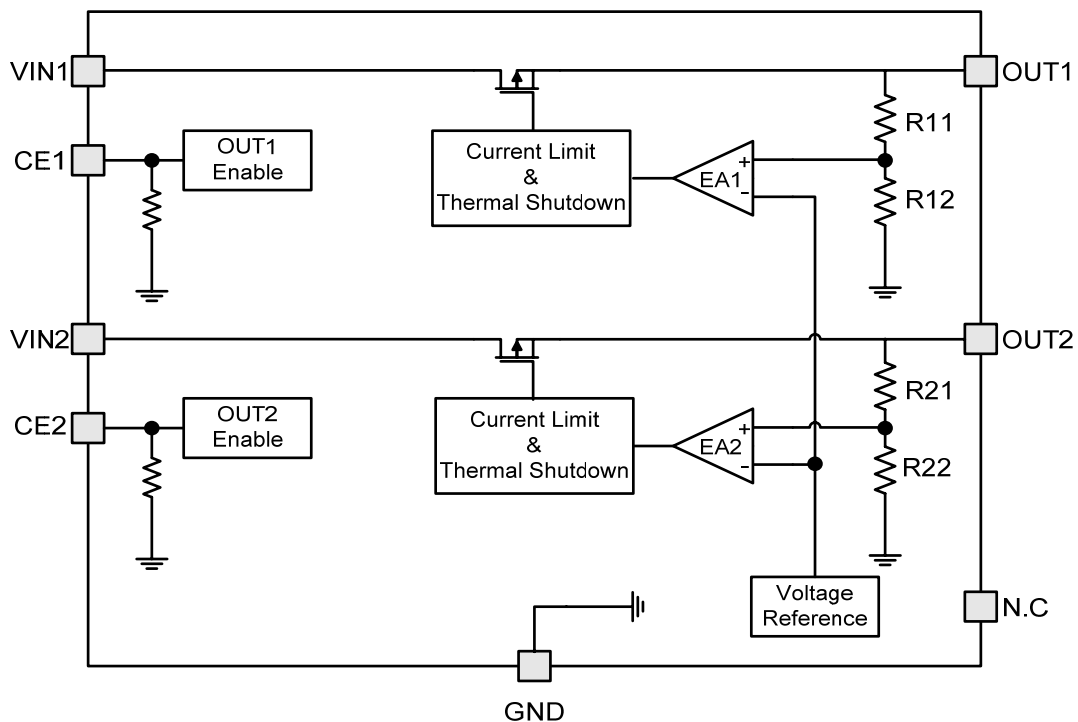 VIN1
OUT1
R11
CE1
OUT1
Enable
Current Limit
&
Thermal Shutdown
EA1
+
-
R12
VIN2
OUT2
R21
CE2
OUT2
Enable
Current Limit
&
Thermal Shutdown
EA2
+
-
R22
Voltage
Reference
N.C
GND